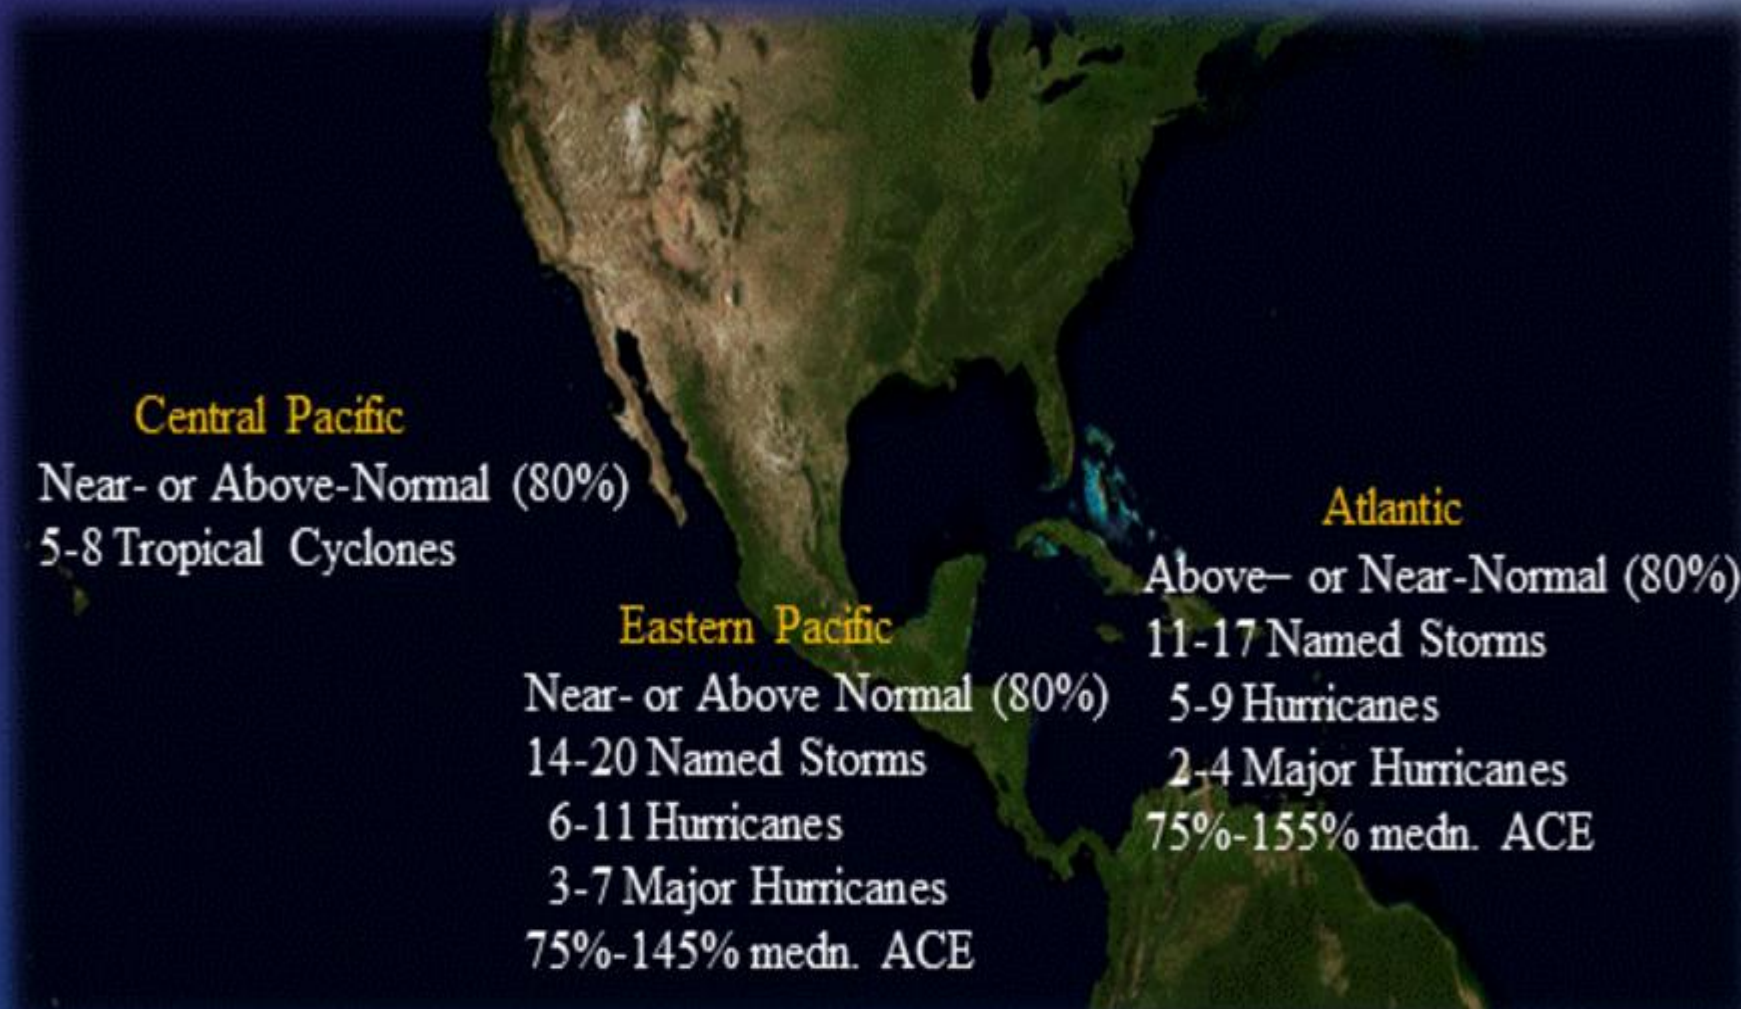 Central Pacific
Near- or Above-Normal (80%)
5-8 Tropical Cyclones
Eastern Pacific
Near- or Above Normal (80%)
14-20 Named Storms
6-11 Hurricanes
3-7 Major Hurricanes
75%-145% medn. ACE
Atlantic
Above– or Near-Normal (80%)
11-17 Named Storms
5-9 Hurricanes
2-4 Major Hurricanes
75%-155% medn. ACE